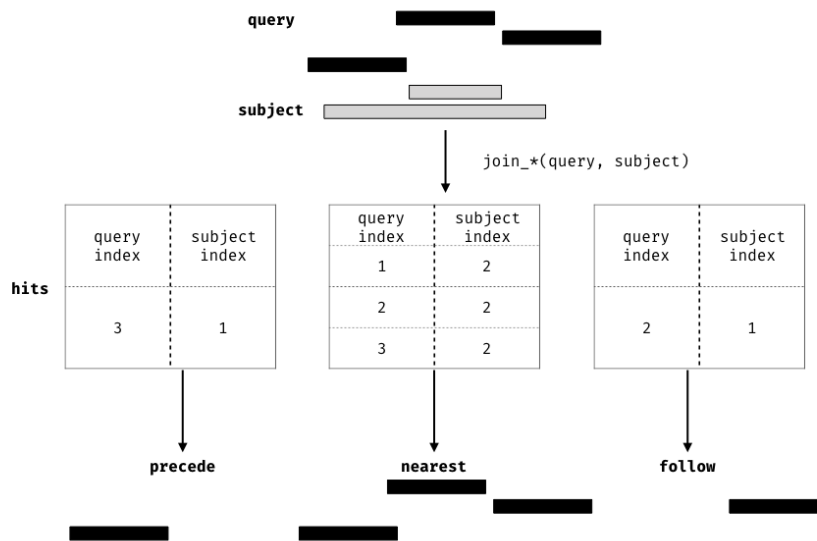 query
subject
join_*(query, subject)
hits
query
index
subject
index
3
1
query
index
subject
index
1
2
2
2
3
2
query
index
subject
index
2
1
precede
nearest
follow